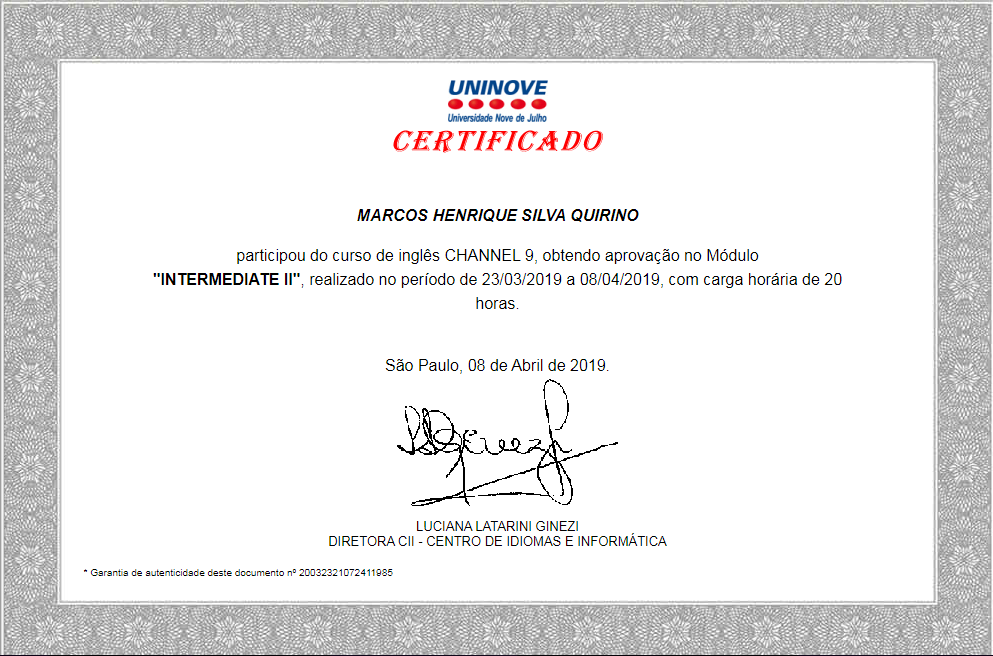 UNINOVE
Universidade Nove de Julho
CERTIFICADO
MARCOS HENRIQUE SILVA QUIRINO
participou do curso de inglês CHANNEL 9, obtendo aprovação no Módulo
"INTERMEDIATE II", realizado no período de 23/03/2019 a 08/04/2019, com carga horária de 20
horas.
São Paulo, 08 de Abril de 2019.
LUCIANA LATARINI GINEZI
DIRETORA CII - CENTRO DE IDIOMAS E INFORMÁTICA
* Garantia de autenticidade deste documento nº 20032321072411985